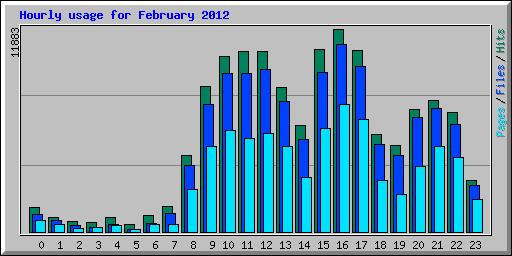 Hourly usage for February 2012
11883
Pages/Files/Hits
0 1 2 3 4 5 6 7 8 9 10 11 12 13 14 15 16 17 18 19 20 21 22 23